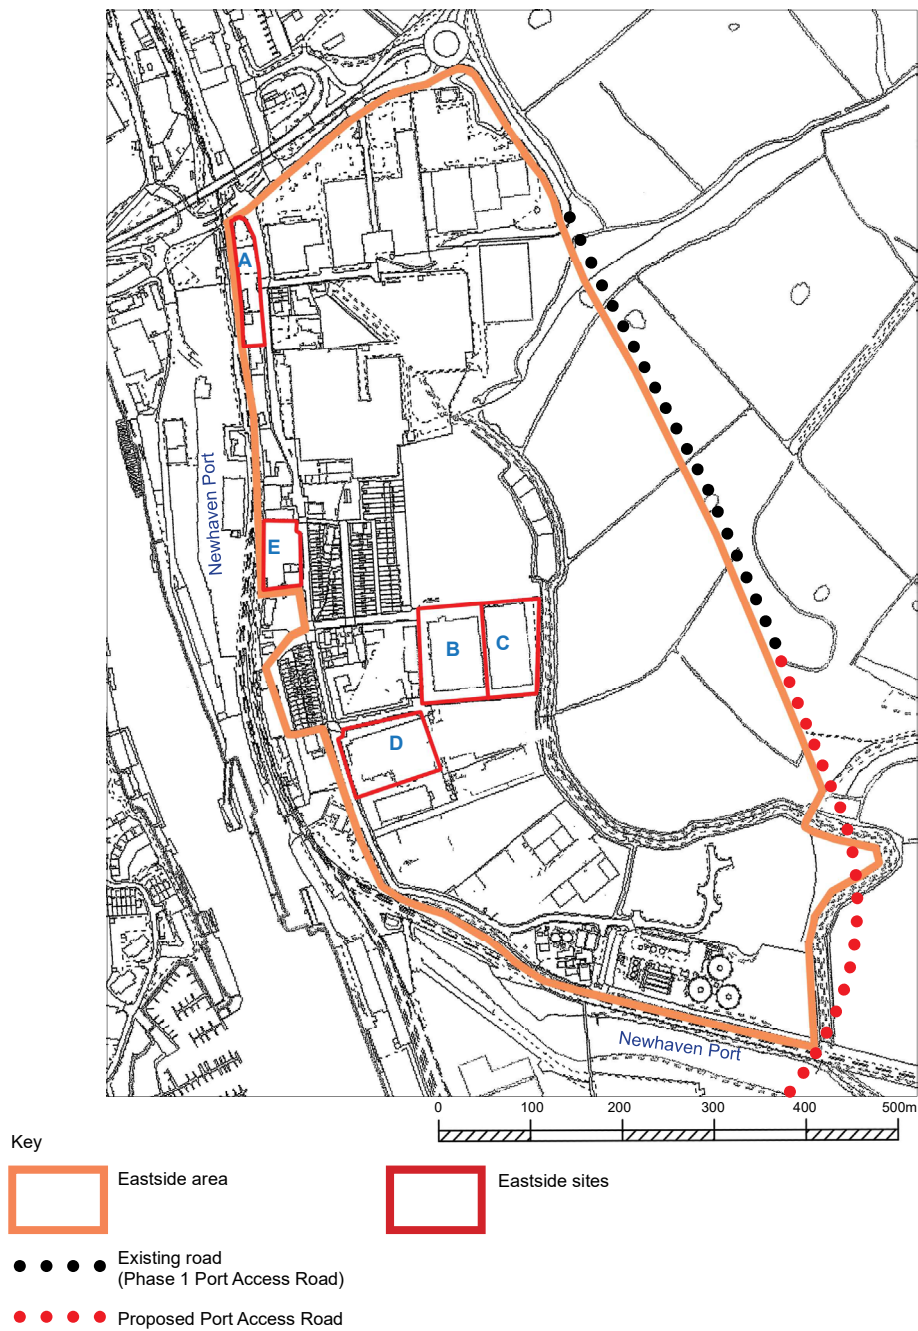 A
Newhaven Port
E
B
C
D
Newhaven Port
0 100 200 300 400 500m
Key
Eastside area
Eastside sites
Existing road
(Phase 1 Port Access Road)
Proposed Port Access Road